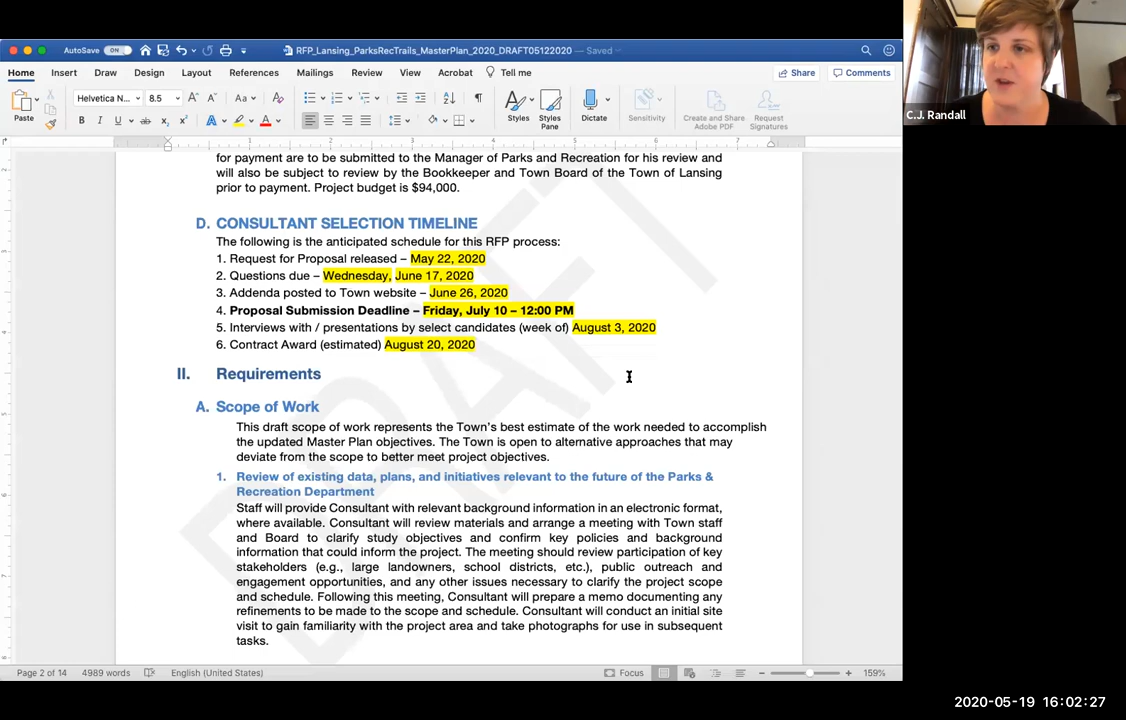 AutoSave ON RFP_Lansing_ParksRecTrails_MasterPlan_2020_DRAFT05122020 — Saved
Home Insert Draw Design Layout References Mailings Review View Acrobat Tell me Share Comments
Paste Helvetica N... 8.5 Styles Styles Pane Dictate Sensitivity Create and Share Adobe PDF Request Signatures
C.J. Randall
for payment are to be submitted to the Manager of Parks and Recreation for his review and
will also be subject to review by the Bookkeeper and Town Board of the Town of Lansing
prior to payment. Project budget is $94,000.
D. CONSULTANT SELECTION TIMELINE
The following is the anticipated schedule for this RFP process:
1. Request for Proposal released – May 22, 2020
2. Questions due – Wednesday, June 17, 2020
3. Addenda posted to Town website – June 26, 2020
4. Proposal Submission Deadline – Friday, July 10 – 12:00 PM
5. Interviews with / presentations by select candidates (week of) August 3, 2020
6. Contract Award (estimated) August 20, 2020
II. Requirements
A. Scope of Work
This draft scope of work represents the Town's best estimate of the work needed to accomplish
the updated Master Plan objectives. The Town is open to alternative approaches that may
deviate from the scope to better meet project objectives.
1. Review of existing data, plans, and initiatives relevant to the future of the Parks &
Recreation Department
Staff will provide Consultant with relevant background information in an electronic format,
where available. Consultant will review materials and arrange a meeting with Town staff
and Board to clarify study objectives and confirm key policies and background
information that could inform the project. The meeting should review participation of key
stakeholders (e.g., large landowners, school districts, etc.), public outreach and
engagement opportunities, and any other issues necessary to clarify the project scope
and schedule. Following this meeting, Consultant will prepare a memo documenting any
refinements to be made to the scope and schedule. Consultant will conduct an initial site
visit to gain familiarity with the project area and take photographs for use in subsequent
tasks.
DRAFT
Page 2 of 14 4989 words English (United States) Focus 159%
2020-05-19 16:02:27